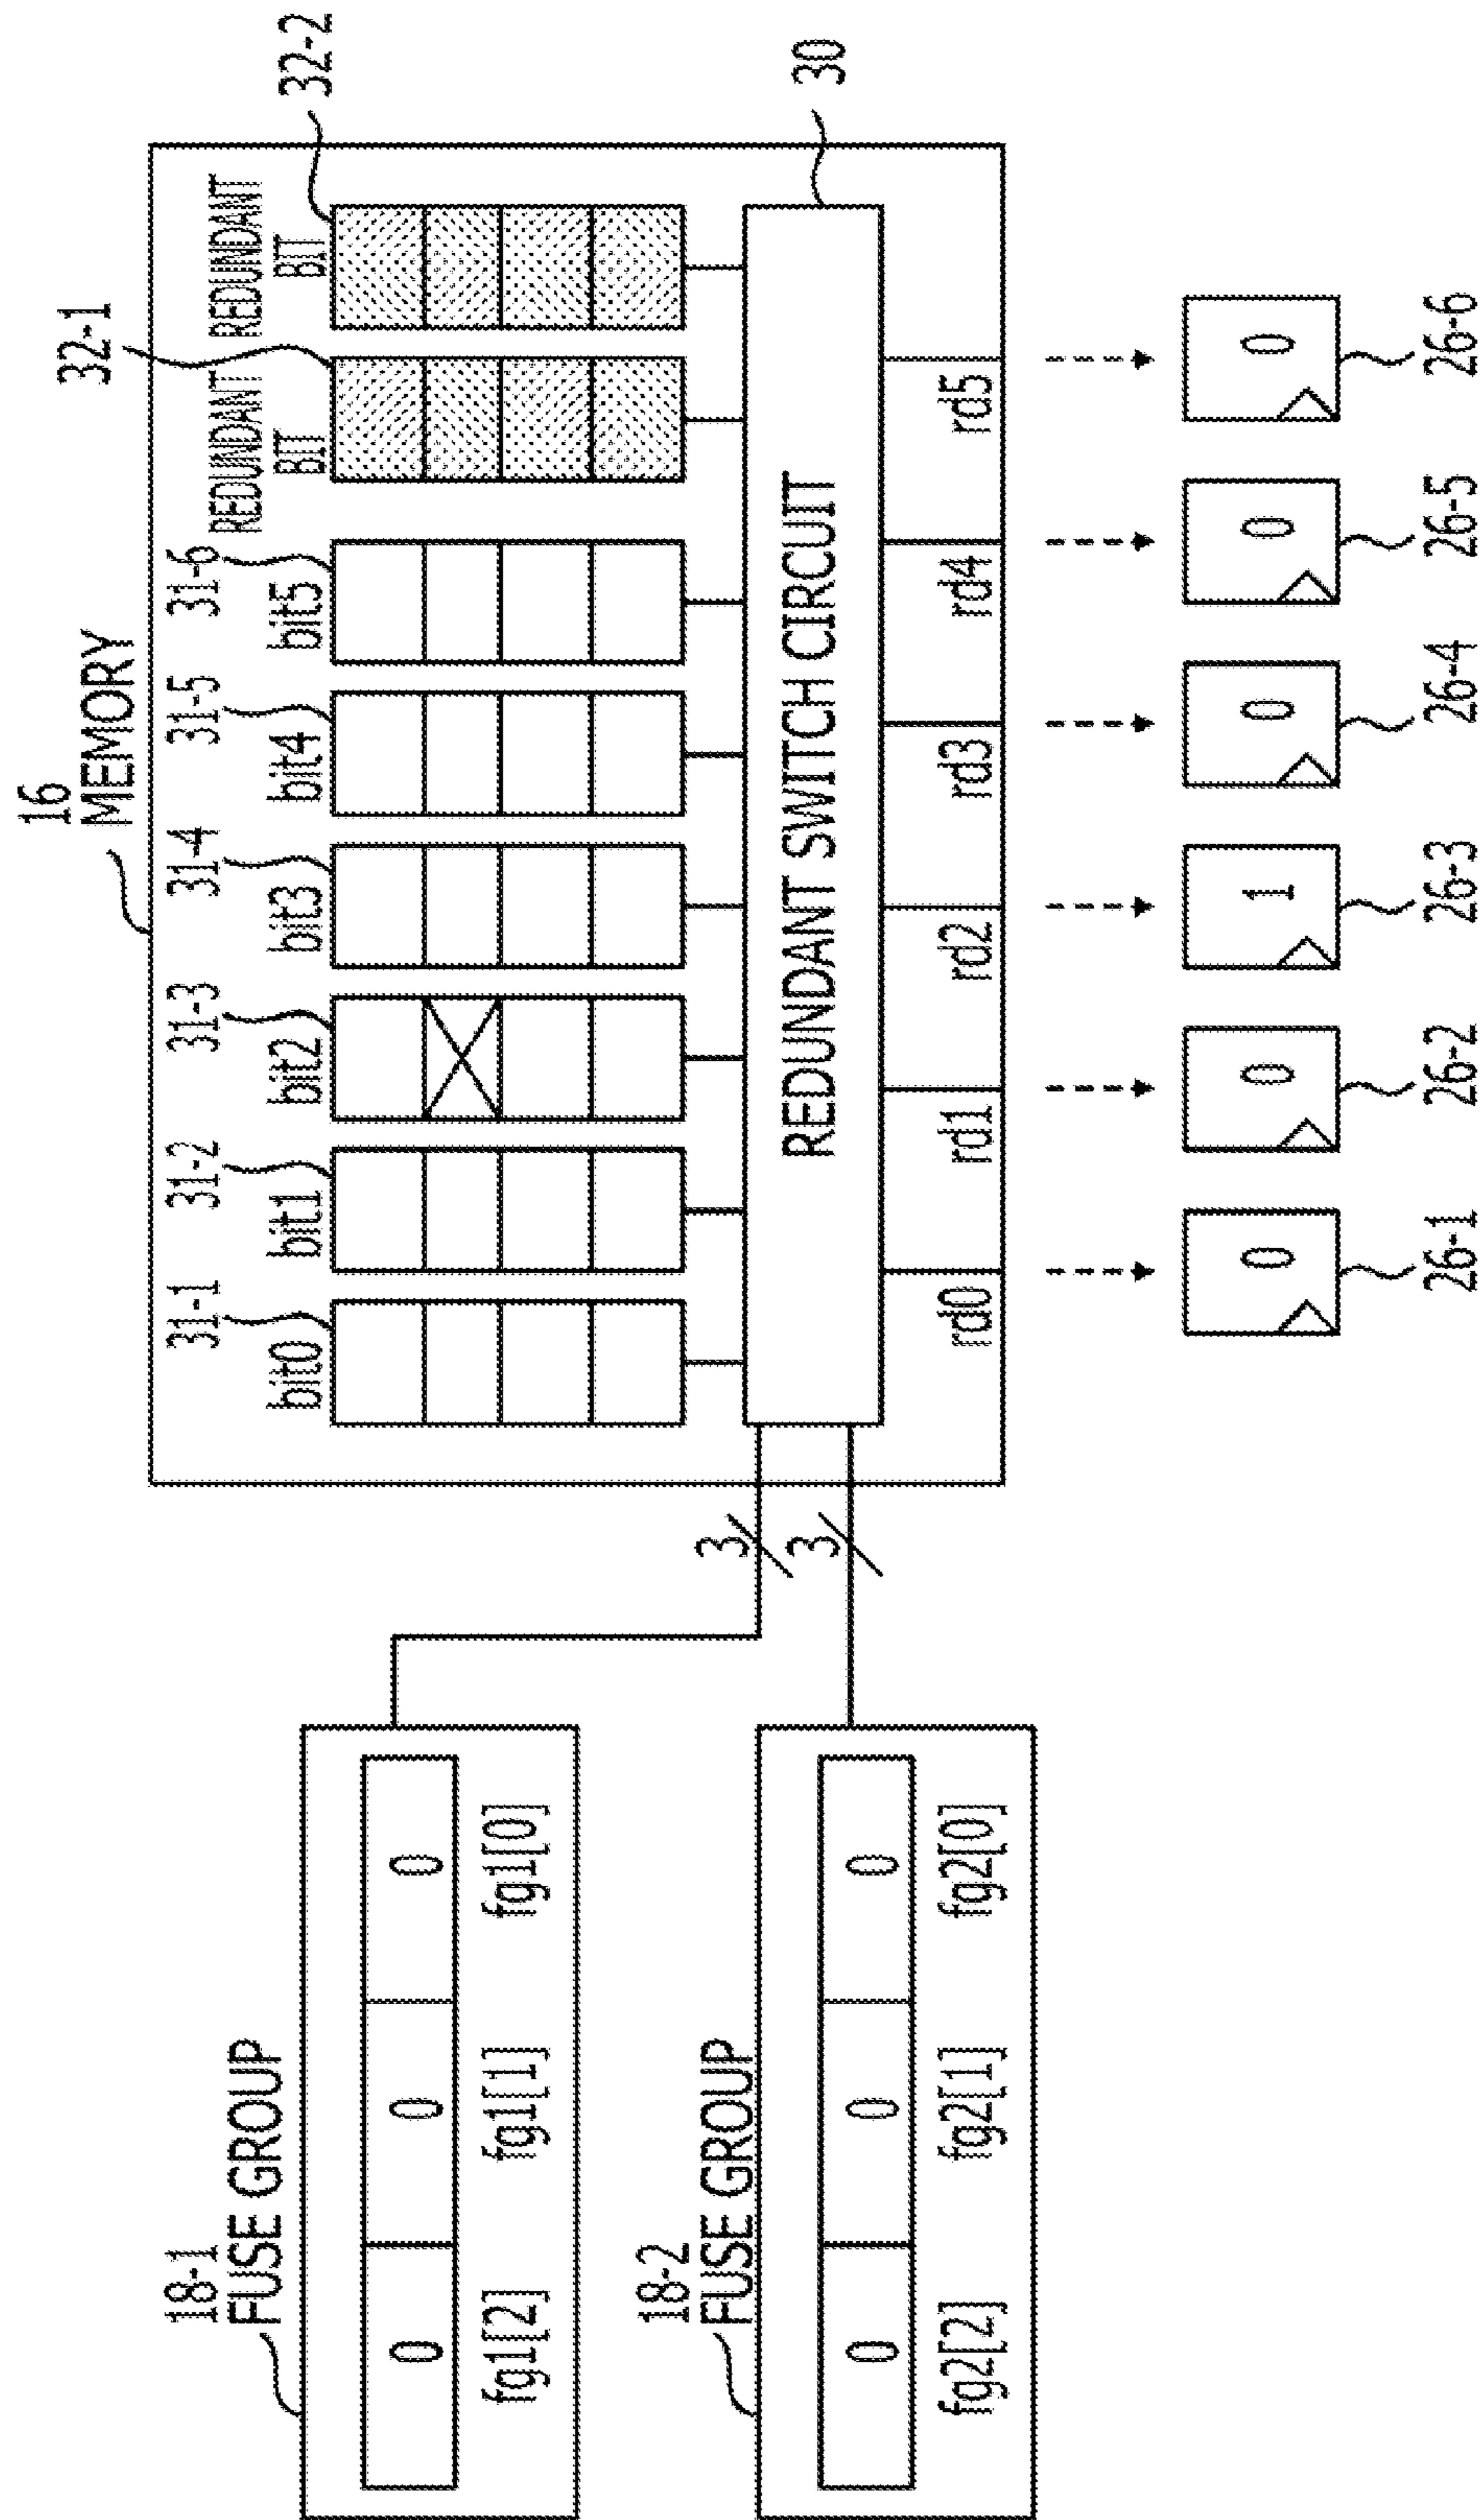 16
MEMORY
31-1
31-2
31-3
31-4
31-5
31-6
32-1
32-2
bit0
bit1
bit2
bit3
bit4
bit5
REDUNDANT
BIT
REDUNDANT
BIT
18-1
FUSE GROUP
0
0
0
fg1[2]
fg1[1]
fg1[0]
18-2
FUSE GROUP
0
0
0
fg2[2]
fg2[1]
fg2[0]
3
3
REDUNDANT SWITCH CIRCUIT
30
rd0
rd1
rd2
rd3
rd4
rd5
0
0
1
0
0
0
26-1
26-2
26-3
26-4
26-5
26-6